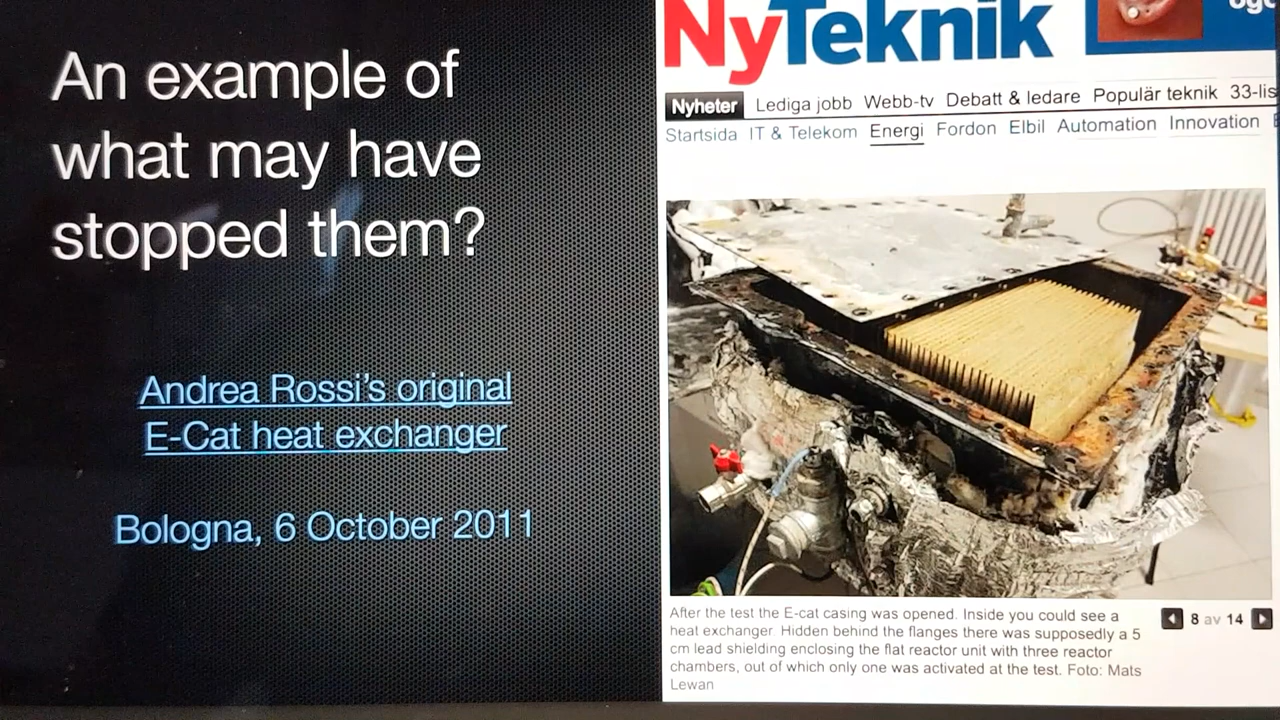 An example of
what may have
stopped them?
Andrea Rossi's original
E-Cat heat exchanger
Bologna, 6 October 2011
NyTeknik
Nyheter Lediga jobb Webb-tv Debatt & ledare Populär teknik 33-lis
Startsida IT & Telekom Energi Fordon Elbil Automation Innovation
After the test the E-cat casing was opened. Inside you could see a
heat exchanger. Hidden behind the flanges there was supposedly a 5
cm lead shielding enclosing the flat reactor unit with three reactor
chambers, out of which only one was activated at the test. Foto: Mats
Lewan
8 av 14